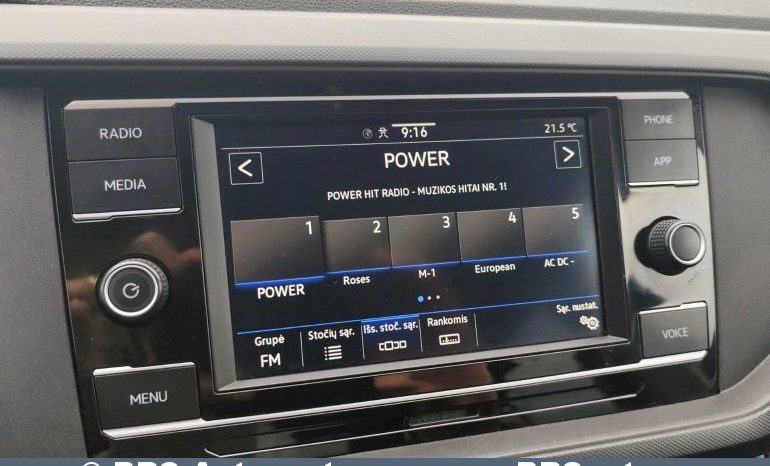 RADIO
MEDIA
MENU
PHONE
APP
VOICE
9:16
21.5 °C
<
POWER
>
POWER HIT RADIO - MUZIKOS HITAI NR. 1!
1 2 3 4 5
POWER Roses M-1 European AC DC -
Grupė
FM
Stočių sąr.
Išs. stoč. sąr.
Rankomis
Sąr. nustat.